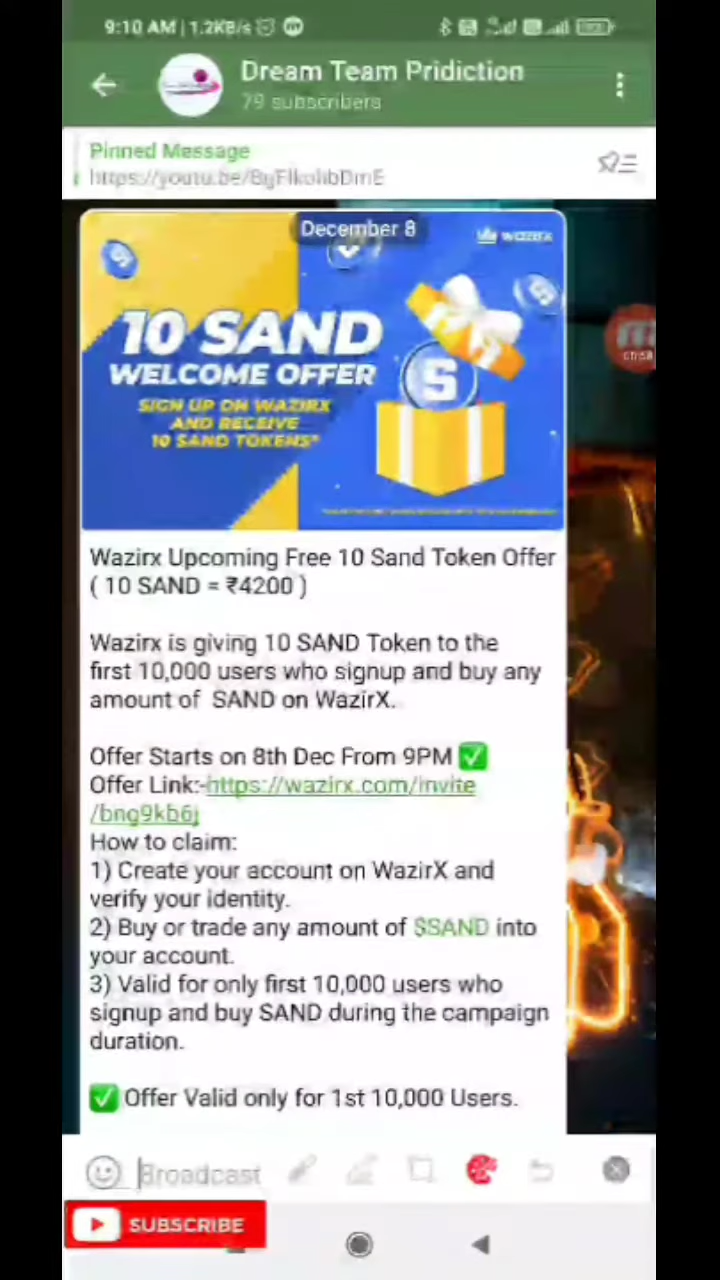 9:10 AM | 1.2KB/s
Dream Team Pridiction
79 subscribers
Pinned Message
December 8
WAZIRX
10 SAND
WELCOME OFFER
SIGN UP ON WAZIRX
AND RECEIVE
10 SAND TOKENS*
Wazirx Upcoming Free 10 Sand Token Offer
( 10 SAND = ₹4200 )
Wazirx is giving 10 SAND Token to the
first 10,000 users who signup and buy any
amount of SAND on WazirX.
Offer Starts on 8th Dec From 9PM ✅
Offer Link:-https://wazirx.com/invite
/bng9kb6j
How to claim:
1) Create your account on WazirX and
verify your identity.
2) Buy or trade any amount of $SAND into
your account.
3) Valid for only first 10,000 users who
signup and buy SAND during the campaign
duration.
✅ Offer Valid only for 1st 10,000 Users.
Broadcast
SUBSCRIBE